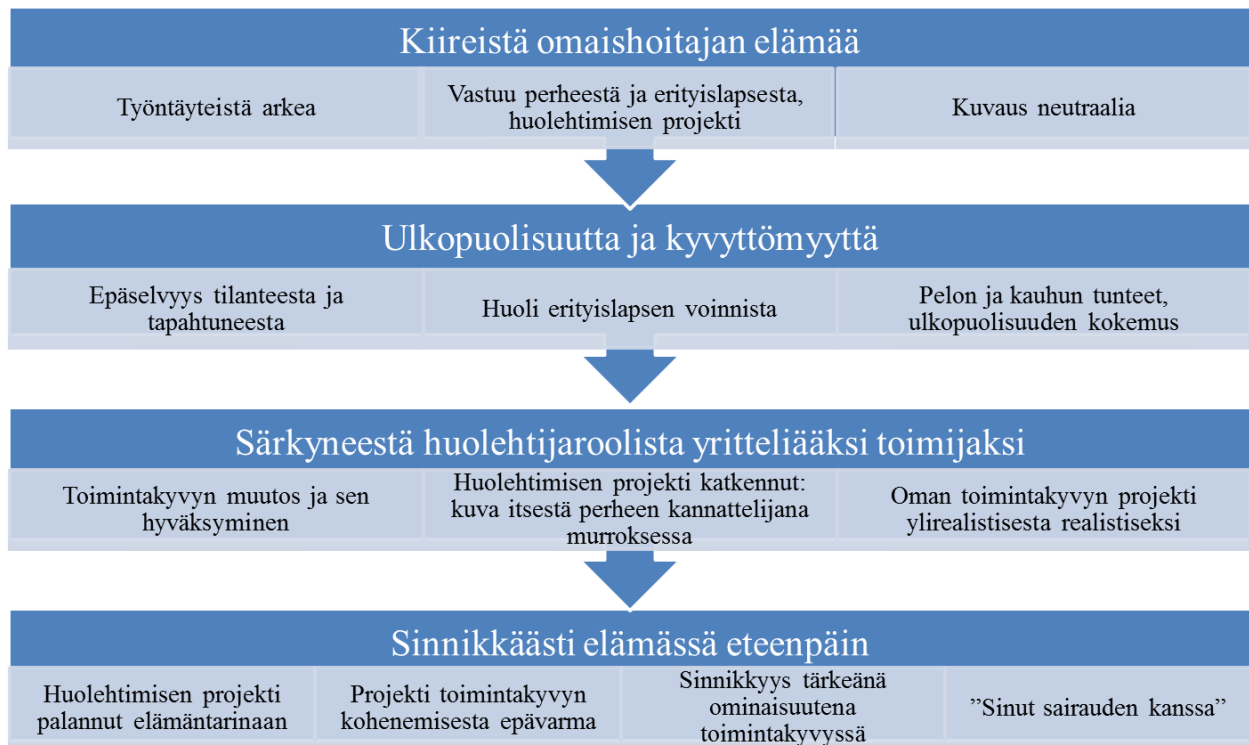 Kiireistä omaishoitajan elämää
Työntäyteistä arkea
Vastuu perheestä ja erityislapsesta,
huolehtimisen projekti
Kuvaus neutraalia
Ulkopuolisuutta ja kyvyttömyyttä
Epäselvyys tilanteesta ja
tapahtuneesta
Huoli erityislapsen voinnista
Pelon ja kauhun tunteet,
ulkopuolisuuden kokemus
Särkyneestä huolehtijaroolista yritteliääksi toimijaksi
Toimintakyvyn muutos ja sen
hyväksyminen
Huolehtimisen projekti katkennut:
kuva itsestä perheen kannattelijana
murroksessa
Oman toimintakyvyn projekti
ylirealistisesta realistiseksi
Sinnikkäästi elämässä eteenpäin
Huolehtimisen projekti
palannut elämäntarinaan
Projekti toimintakyvyn
kohenemisesta epävarma
Sinnikkyys tärkeänä
ominaisuutena
toimintakyvyssä
”Sinut sairauden kanssa”